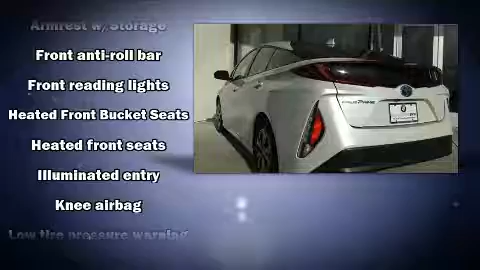 Armrest w/ Storage
Front anti-roll bar
Front reading lights
Heated Front Bucket Seats
Heated front seats
Illuminated entry
Knee airbag
Low tire pressure warning